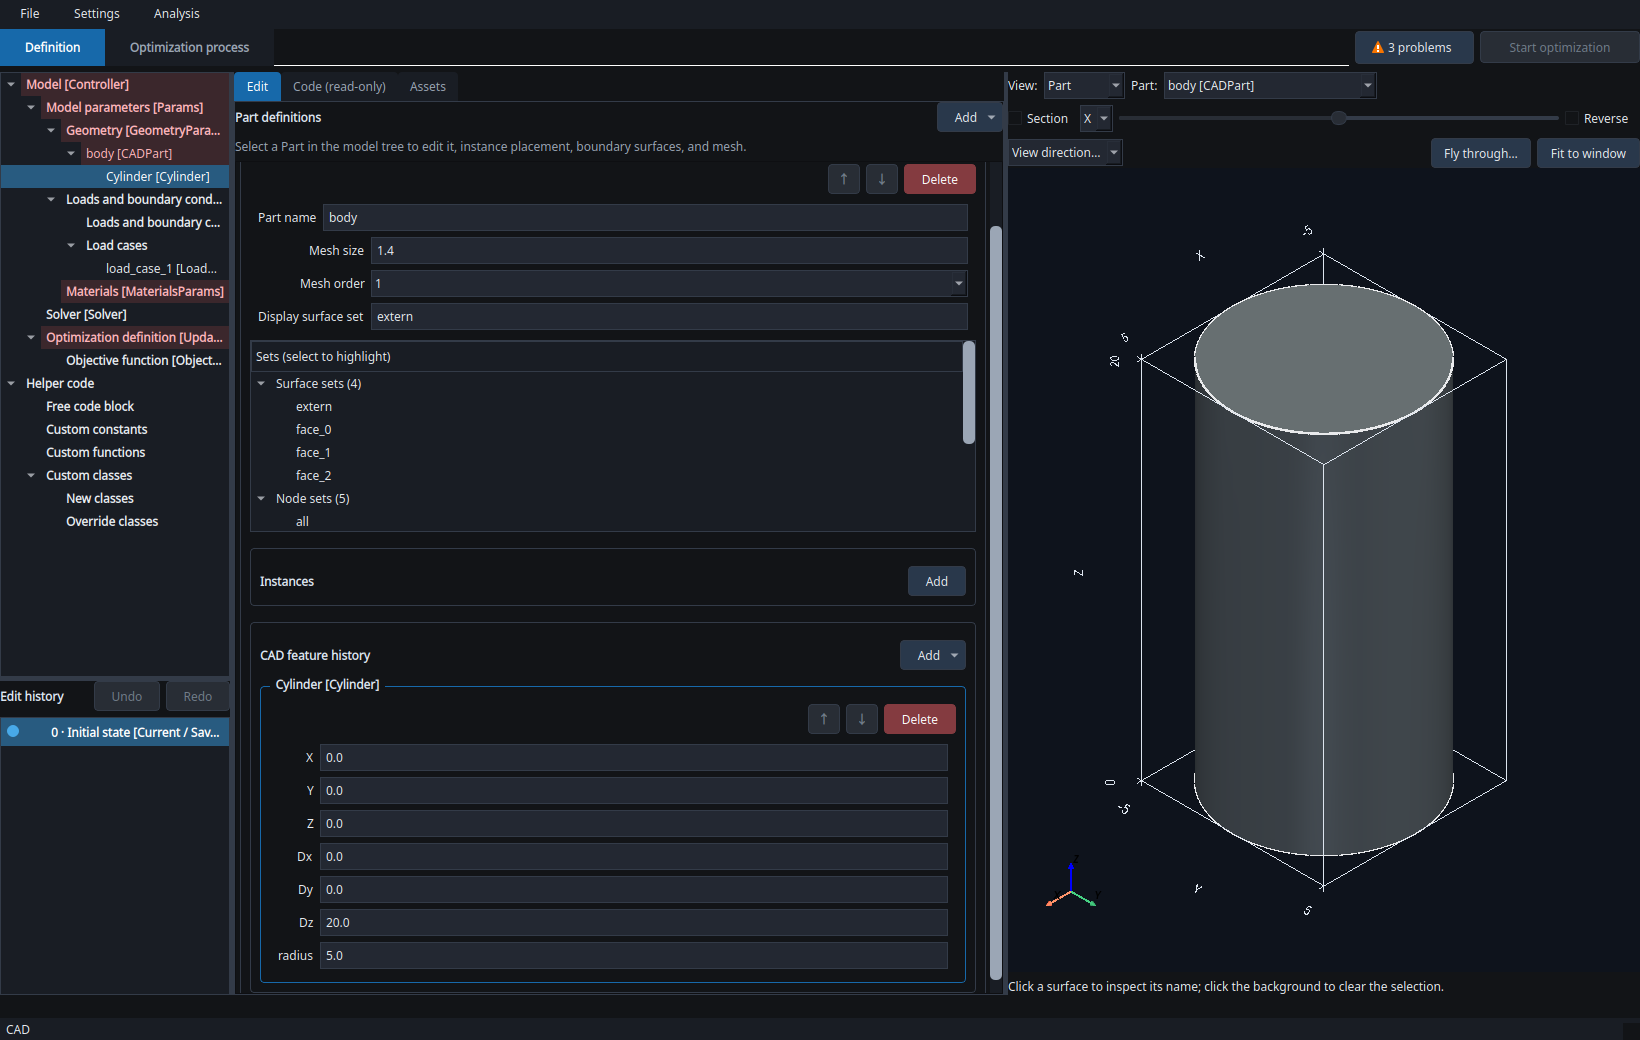 File Settings Analysis
Definition Optimization process 3 problems Start optimization
Model [Controller]
Model parameters [Params]
Geometry [GeometryPara...
body [CADPart]
Cylinder [Cylinder]
Loads and boundary cond...
Loads and boundary c...
Load cases
load_case_1 [Load...
Materials [MaterialsParams]
Solver [Solver]
Optimization definition [Upda...
Objective function [Object...
Helper code
Free code block
Custom constants
Custom functions
Custom classes
New classes
Override classes
Edit history Undo Redo
0 · Initial state [Current / Sav...
Edit Code (read-only) Assets
Part definitions Add
Select a Part in the model tree to edit it, instance placement, boundary surfaces, and mesh.
↑ ↓ Delete
Part name body
Mesh size 1.4
Mesh order 1
Display surface set extern
Sets (select to highlight)
Surface sets (4)
extern
face_0
face_1
face_2
Node sets (5)
all
Instances Add
CAD feature history Add
Cylinder [Cylinder]
↑ ↓ Delete
X 0.0
Y 0.0
Z 0.0
Dx 0.0
Dy 0.0
Dz 20.0
radius 5.0
View: Part Part: body [CADPart]
Section X Reverse
View direction... Fly through... Fit to window
-5
X
5
20
Z
0
-5
Y
5
Z
Y
Click a surface to inspect its name; click the background to clear the selection.
CAD